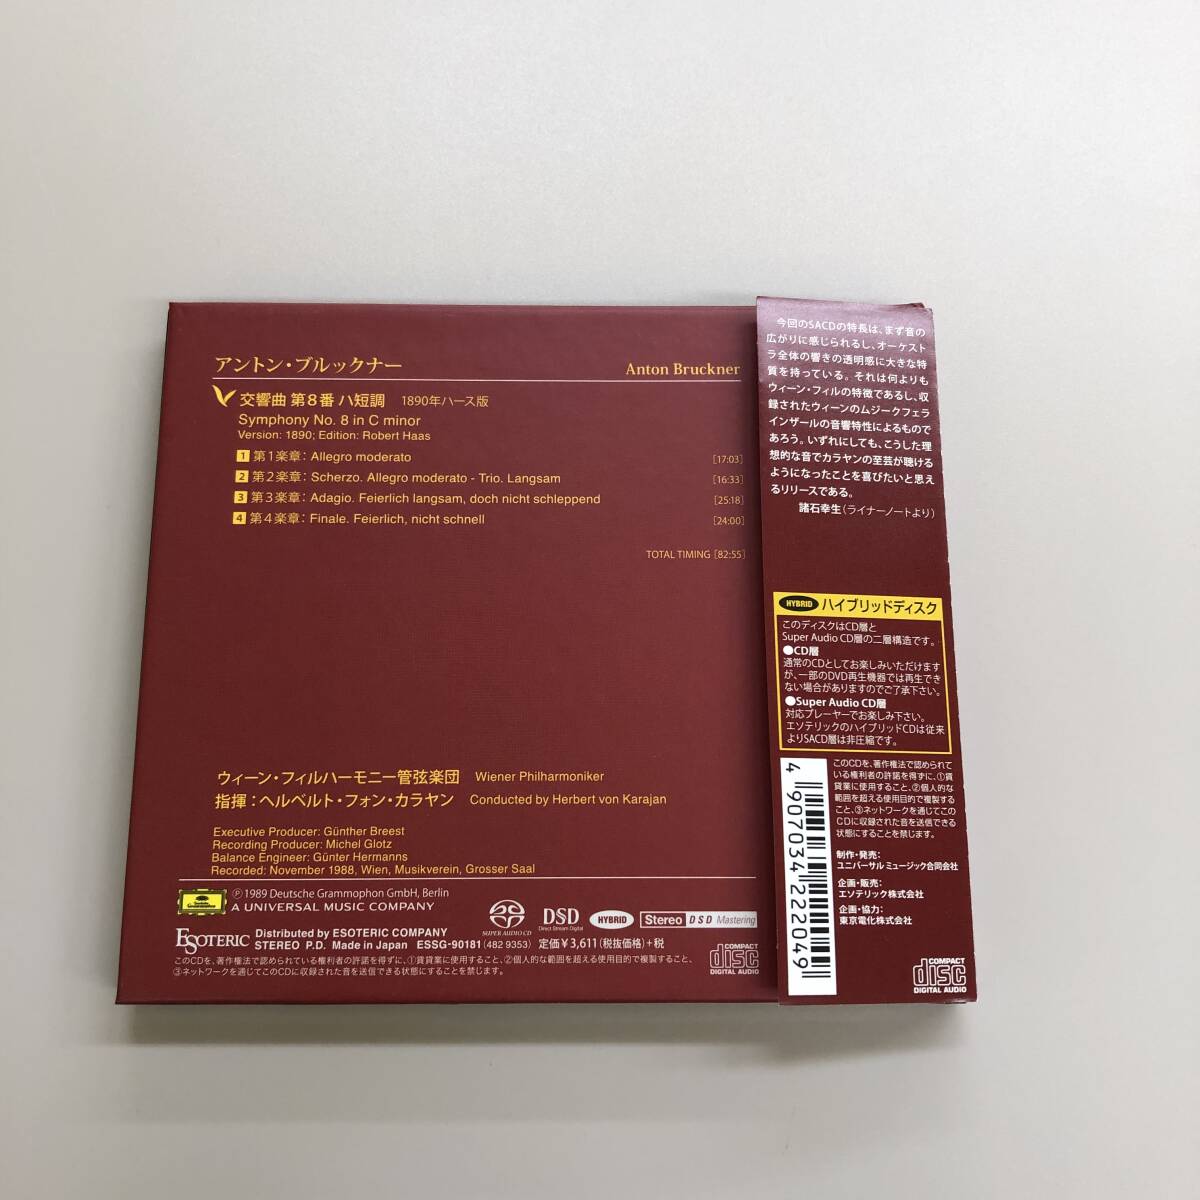 アントン・ブルックナー Anton Bruckner
交響曲 第8番 ハ短調 1890年ハース版
Symphony No. 8 in C minor
Version: 1890; Edition: Robert Haas
1 第1楽章: Allegro moderato [17:03]
2 第2楽章: Scherzo. Allegro moderato - Trio. Langsam [16:33]
3 第3楽章: Adagio. Feierlich langsam, doch nicht schleppend [25:18]
4 第4楽章: Finale. Feierlich, nicht schnell [24:00]
TOTAL TIMING [82:55]
ウィーン・フィルハーモニー管弦楽団 Wiener Philharmoniker
指揮:ヘルベルト・フォン・カラヤン Conducted by Herbert von Karajan
Executive Producer: Günther Breest
Recording Producer: Michel Glotz
Balance Engineer: Günter Hermanns
Recorded: November 1988, Wien, Musikverein, Grosser Saal
Ⓟ 1989 Deutsche Grammophon GmbH, Berlin
A UNIVERSAL MUSIC COMPANY
SUPER AUDIO CD
DSD
Direct Stream Digital
HYBRID
Stereo DSD Mastering
ESOTERIC
Distributed by ESOTERIC COMPANY
STEREO P.D. Made in Japan ESSG-90181 (482 9353) 定価¥3,611(税抜価格)+税
このCDを、著作権法で認められている権利者の許諾を得ずに、①賃貸業に使用すること、②個人的な範囲を超える使用目的で複製すること、
③ネットワークを通じてこのCDに収録された音を送信できる状態にすることを禁じます。
COMPACT
disc
DIGITAL AUDIO
今回のSACDの特長は、まず音の
広がりに感じられるし、オーケスト
ラ全体の響きの透明感に大きな特
質を持っている。それは何よりも
ウィーン・フィルの特徴であるし、収
録されたウィーンのムジークフェラ
インザールの音響特性によるもので
あろう。いずれにしても、こうした理
想的な音でカラヤンの至芸が聴ける
ようになったことを喜びたいと思え
るリリースである。
諸石幸生(ライナーノートより)
HYBRID ハイブリッドディスク
このディスクはCD層と
Super Audio CD層の二層構造です。
●CD層
通常のCDとしてお楽しみいただけます
が、一部のDVD再生機器では再生でき
ない場合がありますのでご了承下さい。
●Super Audio CD層
対応プレーヤーでお楽しみ下さい。
エソテリックのハイブリッドCDは従来
よりSACD層は非圧縮です。
4 907034 222049
このCDを、著作権法で認められて
いる権利者の許諾を得ずに、①賃
貸業に使用すること、②個人的な
範囲を超える使用目的で複製する
こと、③ネットワークを通じてこの
CDに収録された音を送信できる
状態にすることを禁じます。
制作・発売:
ユニバーサル ミュージック合同会社
企画・販売:
エソテリック株式会社
企画・協力:
東京電化株式会社
COMPACT
disc
DIGITAL AUDIO